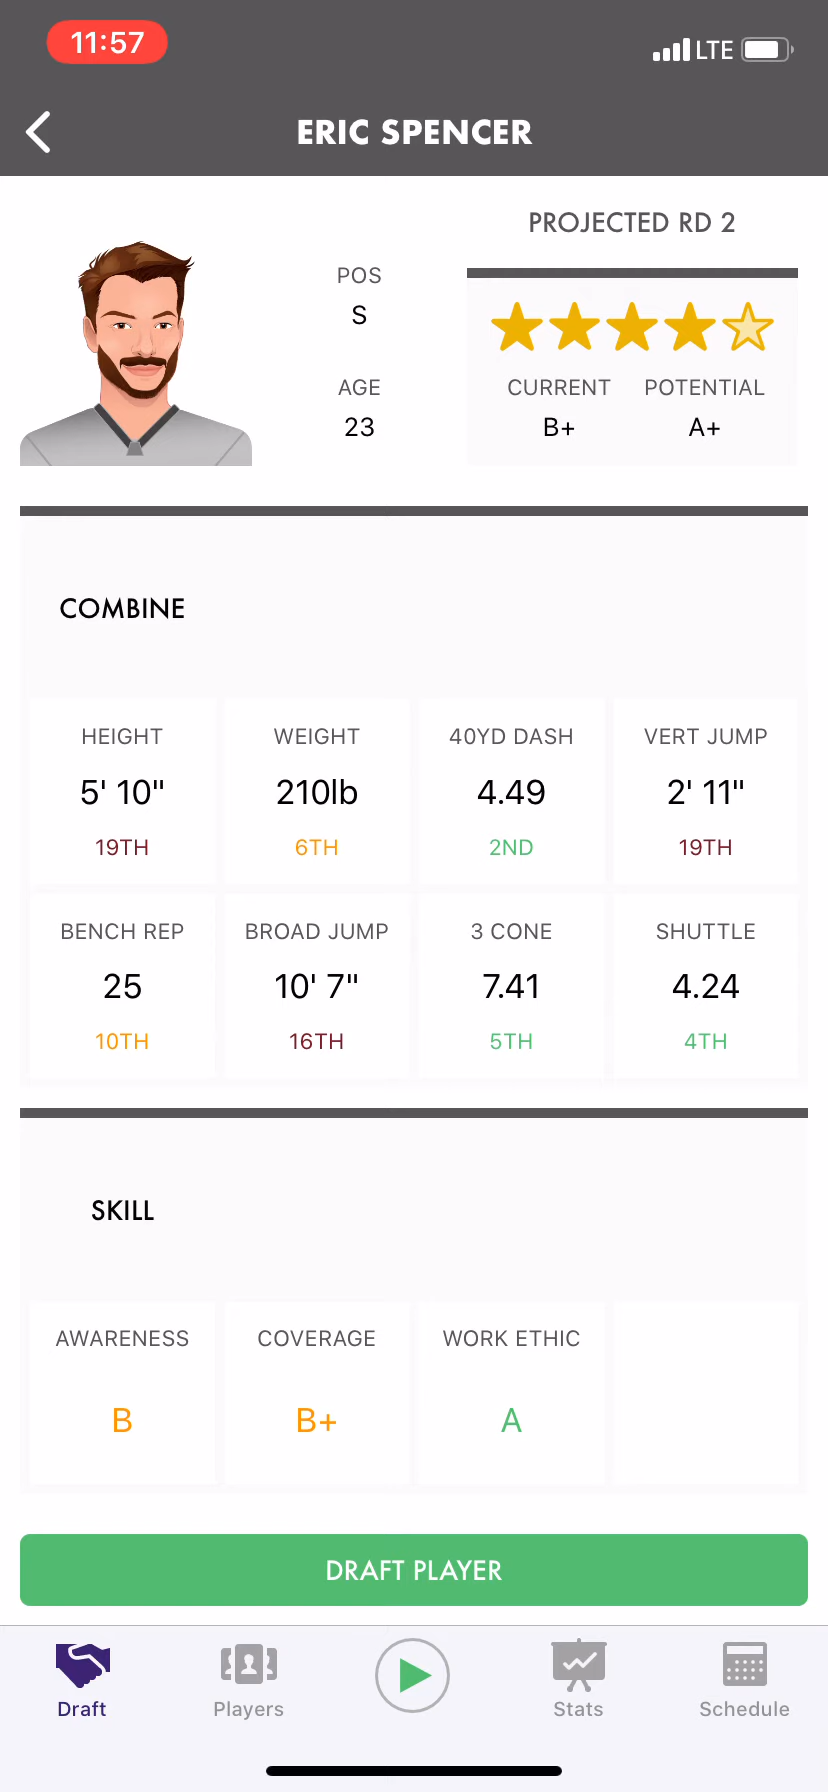 11:57
LTE
ERIC SPENCER
PROJECTED RD 2
POS
S
AGE
23
CURRENT POTENTIAL
B+ A+
COMBINE
HEIGHT WEIGHT 40YD DASH VERT JUMP
5' 10" 210lb 4.49 2' 11"
19TH 6TH 2ND 19TH
BENCH REP BROAD JUMP 3 CONE SHUTTLE
25 10' 7" 7.41 4.24
10TH 16TH 5TH 4TH
SKILL
AWARENESS COVERAGE WORK ETHIC
B B+ A
DRAFT PLAYER
Draft Players Stats Schedule